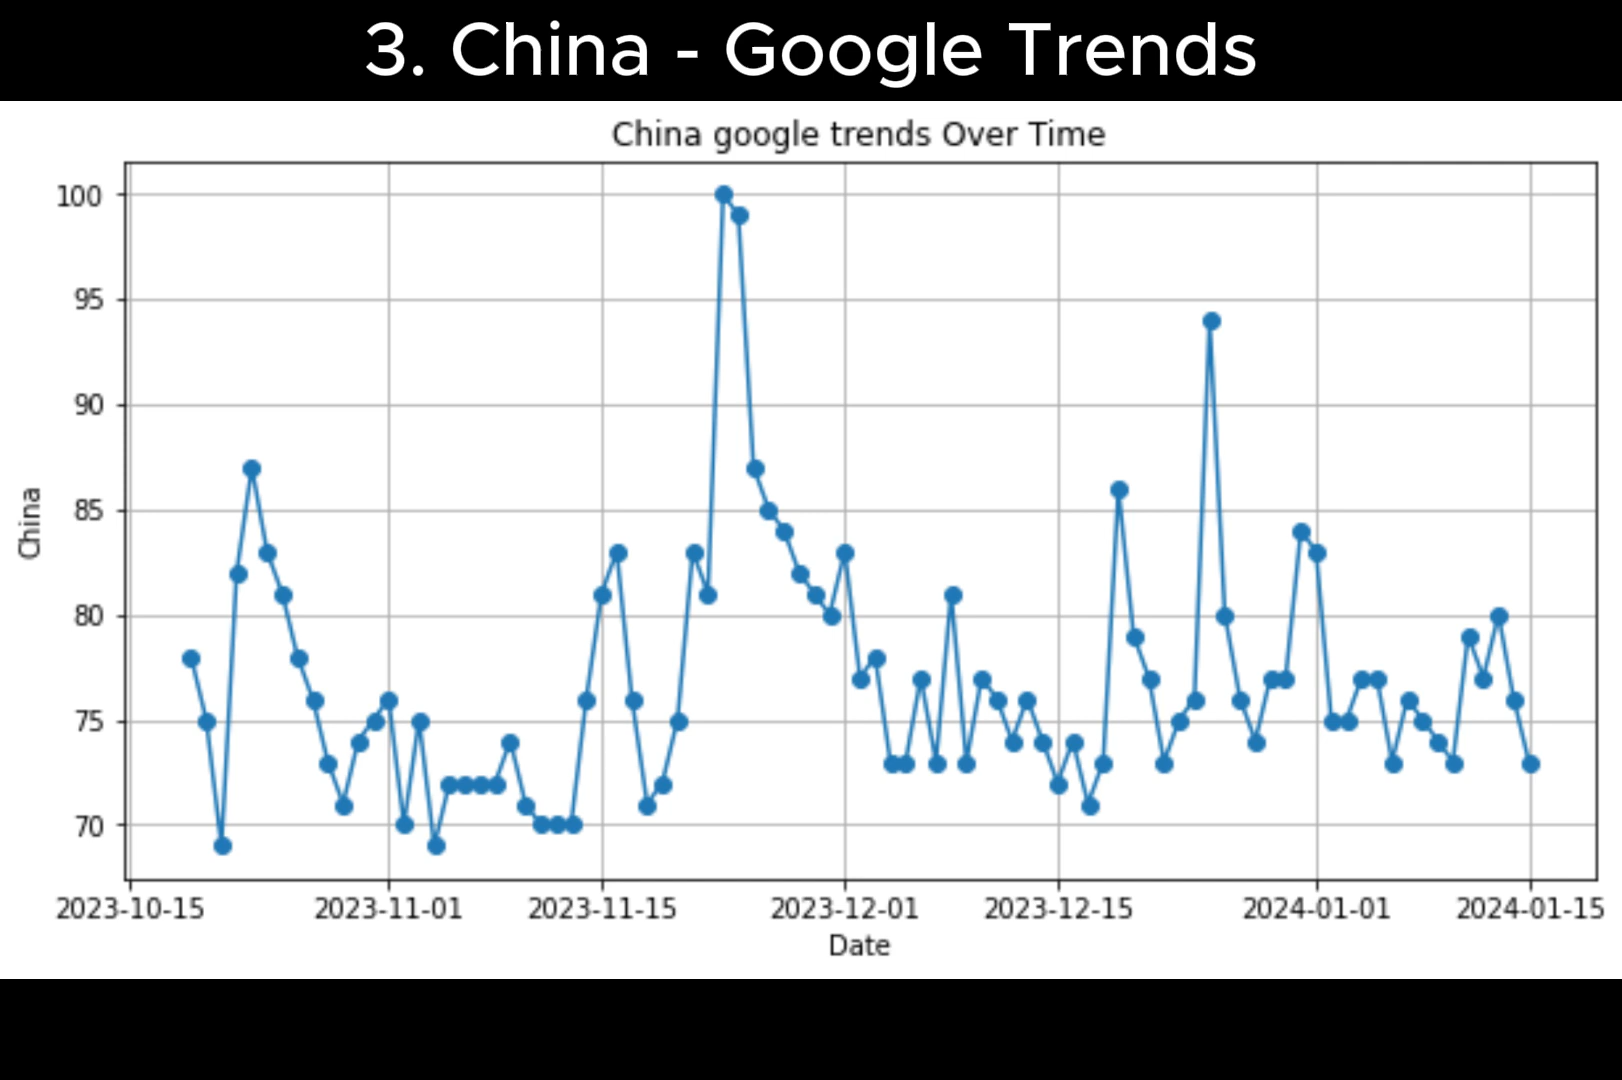 3. China - Google Trends
China google trends Over Time
100
95
90
85
80
75
70
China
2023-10-15 2023-11-01 2023-11-15 2023-12-01 2023-12-15 2024-01-01 2024-01-15
Date